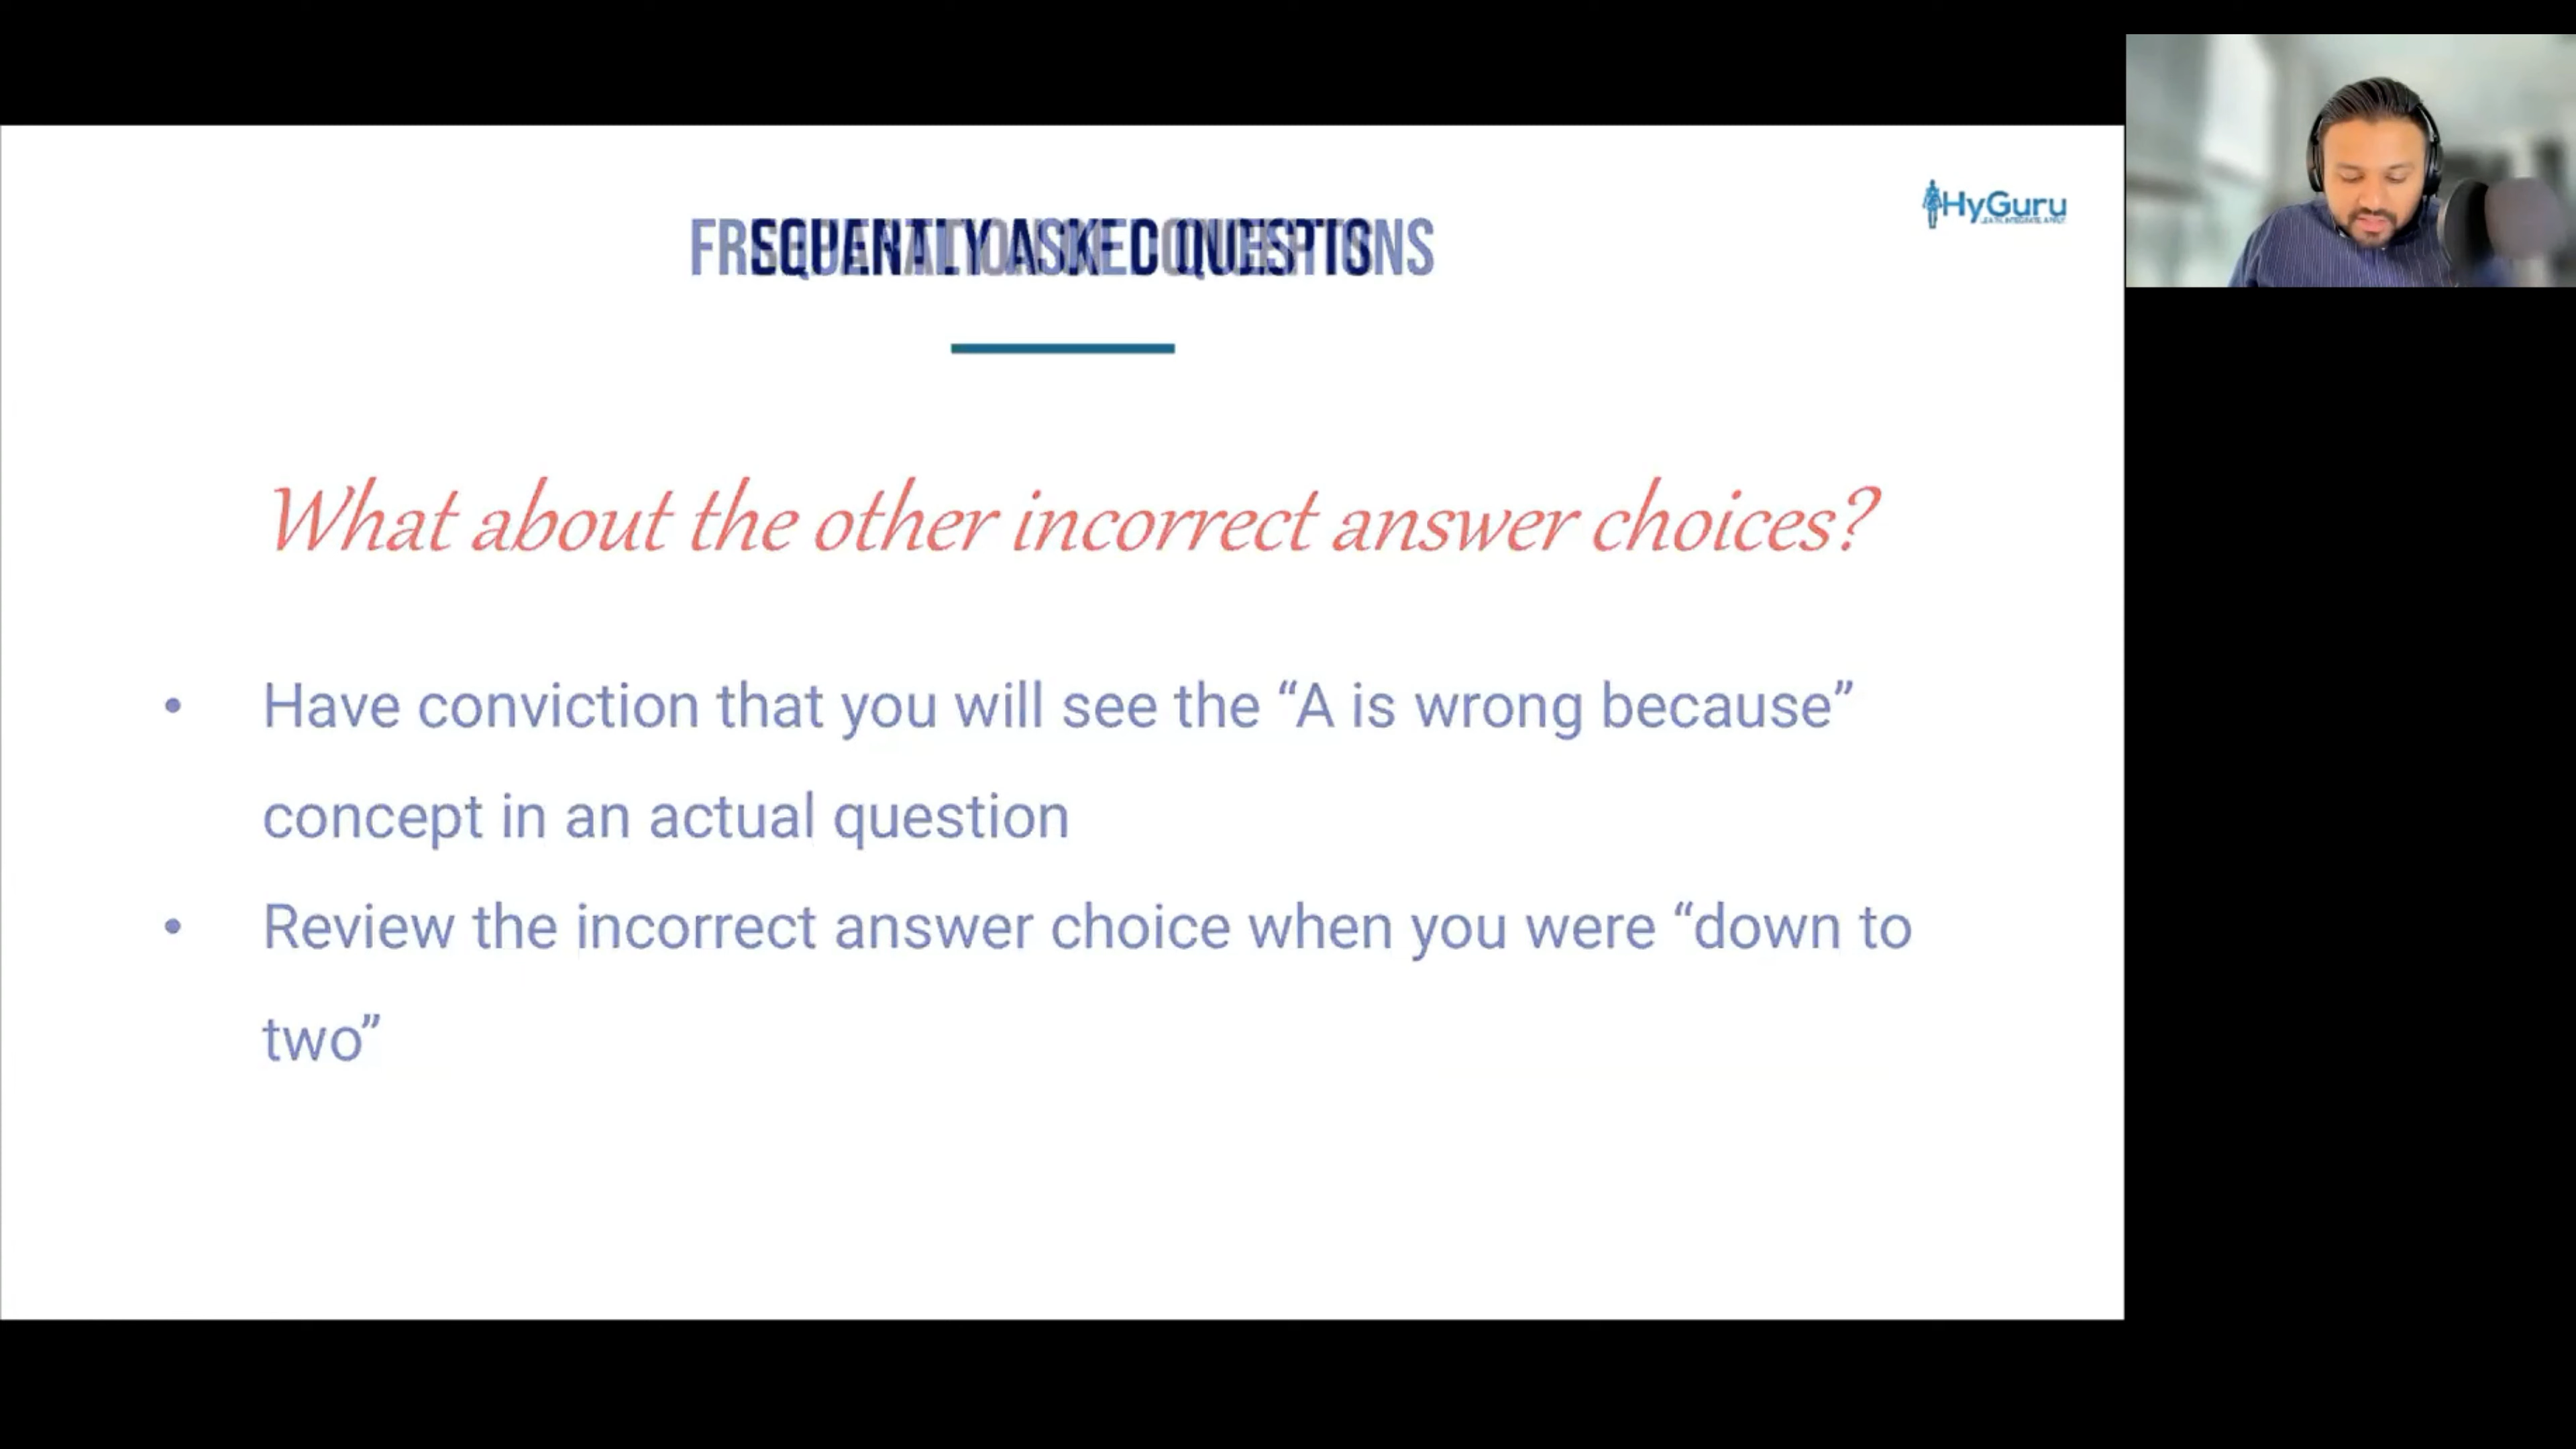 FREQUENTLY ASKED QUESTIONS
HyGuru
What about the other incorrect answer choices?
• Have conviction that you will see the “A is wrong because”
concept in an actual question
• Review the incorrect answer choice when you were “down to
two”